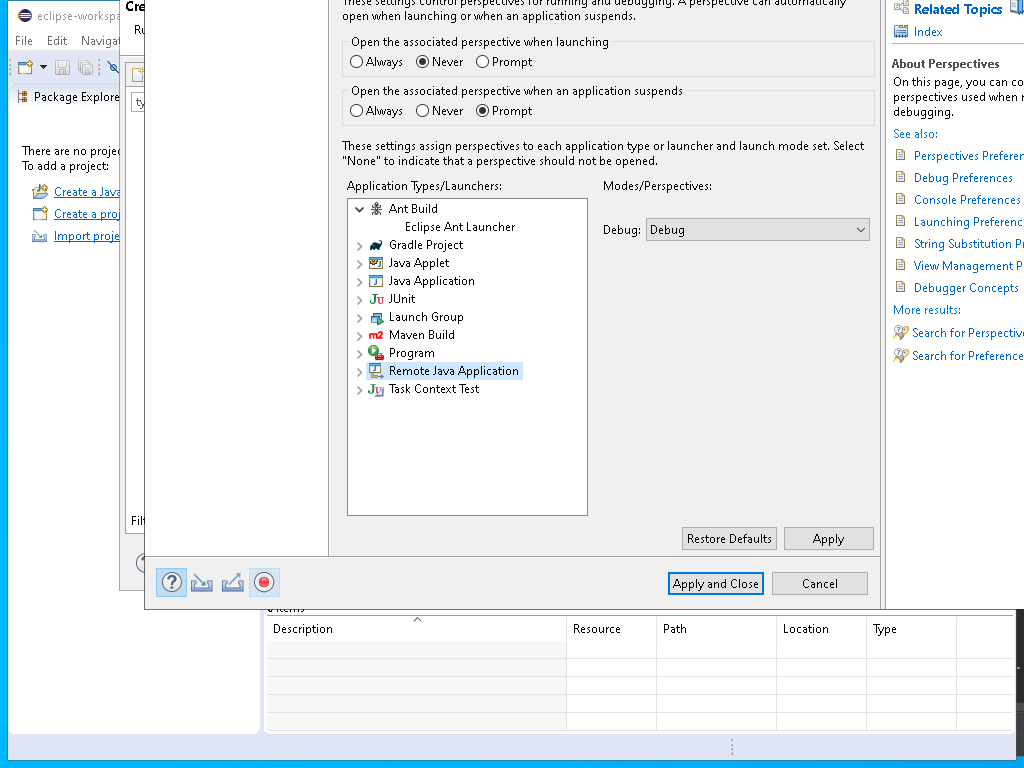 eclipse-workspa
Cre
These settings control perspectives for running and debugging. A perspective can automatically
open when launching or when an application suspends.
Related Topics
File Edit Navigat
Ru
Index
Open the associated perspective when launching
Always Never Prompt
About Perspectives
On this page, you can co
perspectives used when r
debugging.
Package Explore
ty
Open the associated perspective when an application suspends
Always Never Prompt
See also:
Perspectives Preferen
Debug Preferences
Console Preferences
Launching Preferenc
String Substitution P
View Management P
Debugger Concepts
More results:
Search for Perspective
Search for Preference
There are no projec
To add a project:
Create a Java
Create a proj
Import proje
These settings assign perspectives to each application type or launcher and launch mode set. Select
"None" to indicate that a perspective should not be opened.
Application Types/Launchers:
Modes/Perspectives:
Ant Build
Eclipse Ant Launcher
Debug: Debug
Gradle Project
Java Applet
Java Application
JUnit
Launch Group
Maven Build
Program
Remote Java Application
Task Context Test
Filt
Restore Defaults Apply
Apply and Close Cancel
Description Resource Path Location Type